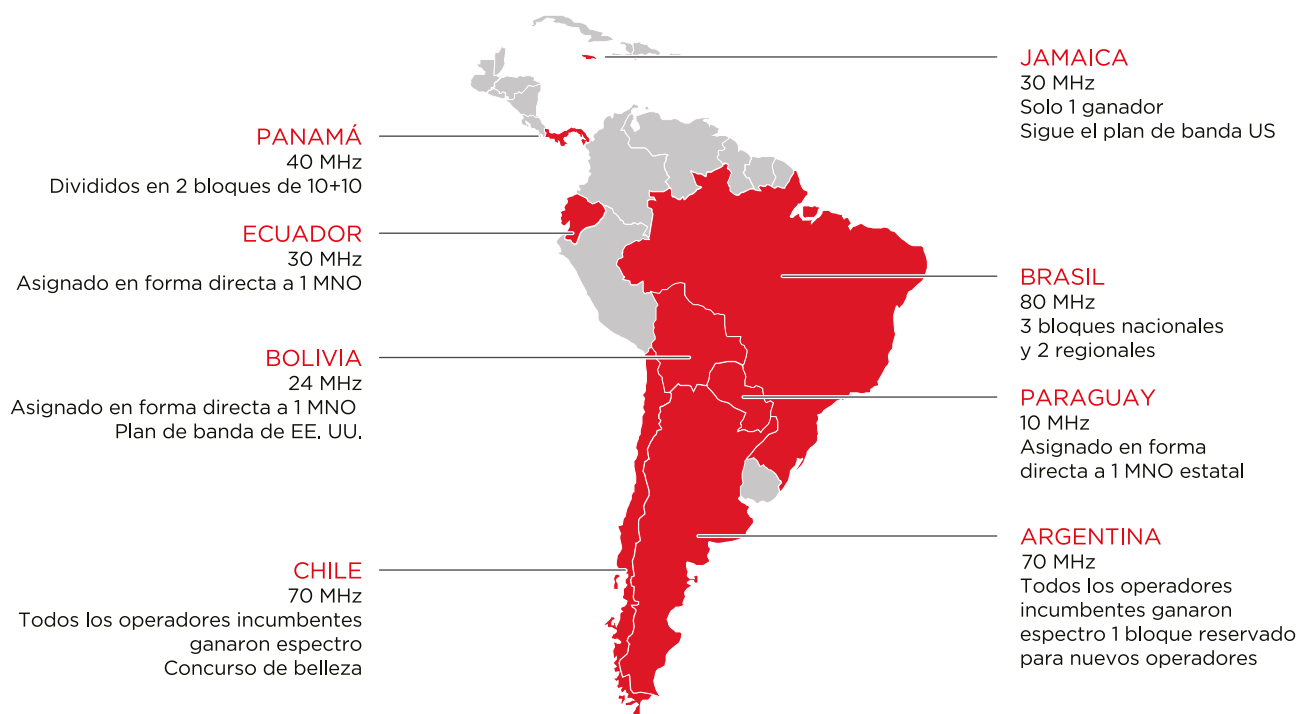 PANAMÁ
40 MHz
Divididos en 2 bloques de 10+10
ECUADOR
30 MHz
Asignado en forma directa a 1 MNO
BOLIVIA
24 MHz
Asignado en forma directa a 1 MNO
Plan de banda de EE. UU.
CHILE
70 MHz
Todos los operadores incumbentes
ganaron espectro
Concurso de belleza
JAMAICA
30 MHz
Solo 1 ganador
Sigue el plan de banda US
BRASIL
80 MHz
3 bloques nacionales
y 2 regionales
PARAGUAY
10 MHz
Asignado en forma
directa a 1 MNO estatal
ARGENTINA
70 MHz
Todos los operadores
incumbentes ganaron
espectro 1 bloque reservado
para nuevos operadores